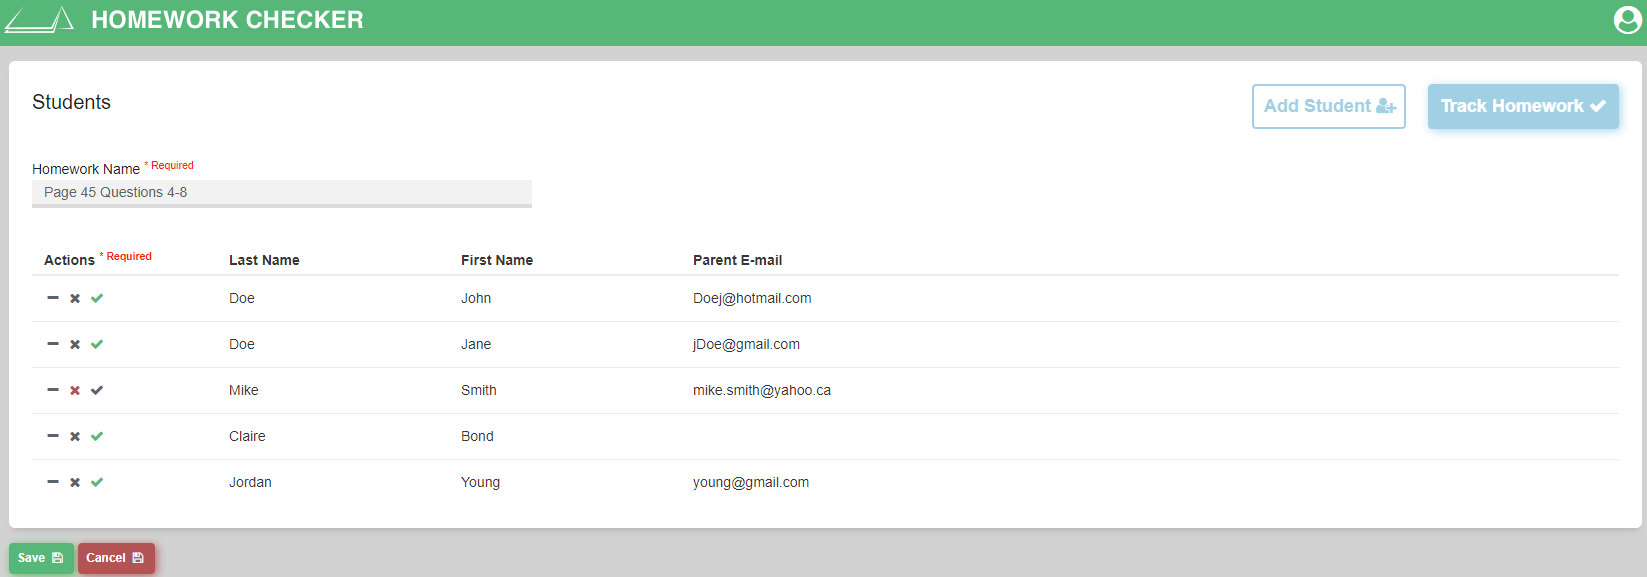 HOMEWORK CHECKER
Students
Add Student
Track Homework
Homework Name * Required
Page 45 Questions 4-8
Actions * Required Last Name First Name Parent E-mail
Doe John Doej@hotmail.com
Doe Jane jDoe@gmail.com
Mike Smith mike.smith@yahoo.ca
Claire Bond
Jordan Young young@gmail.com
Save Cancel